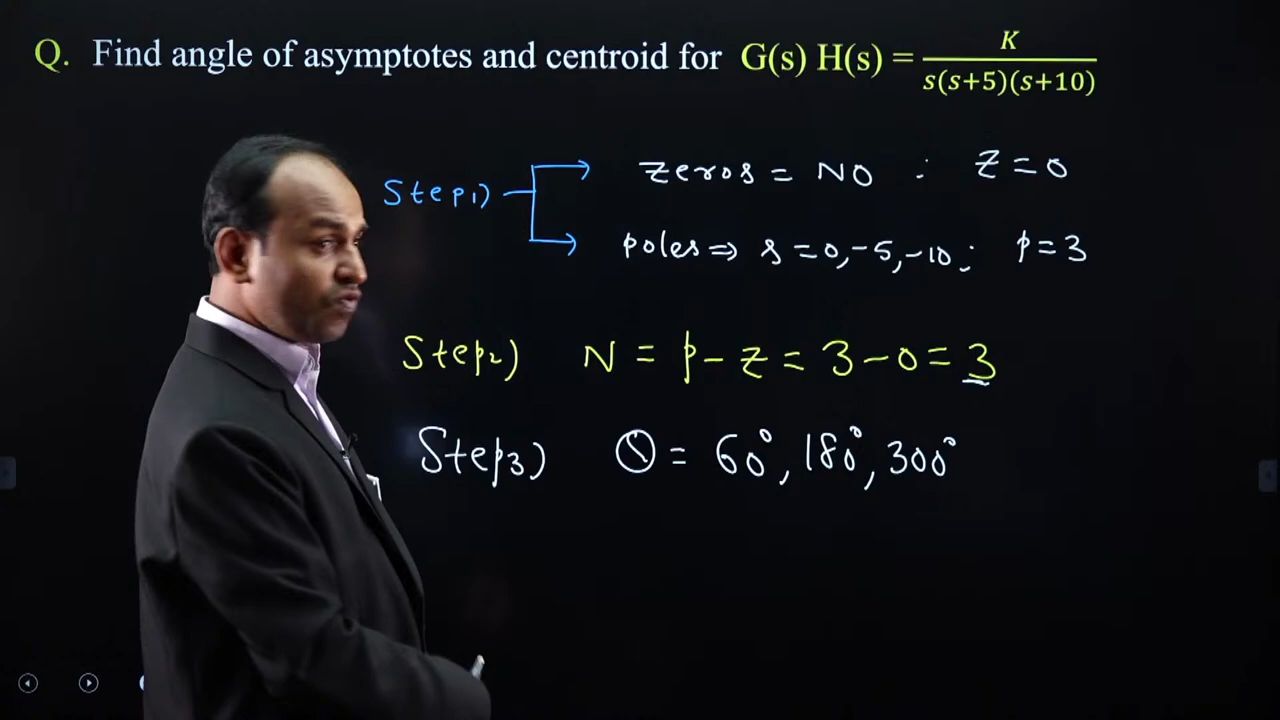 Q. Find angle of asymptotes and centroid for G(s) H(s) = K / s(s+5)(s+10)
Step1) zeros = NO : Z = 0
poles ⇒ s = 0, -5, -10 ; P = 3
Step2) N = P - Z = 3 - 0 = 3
Step3) θ = 60°, 180°, 300°